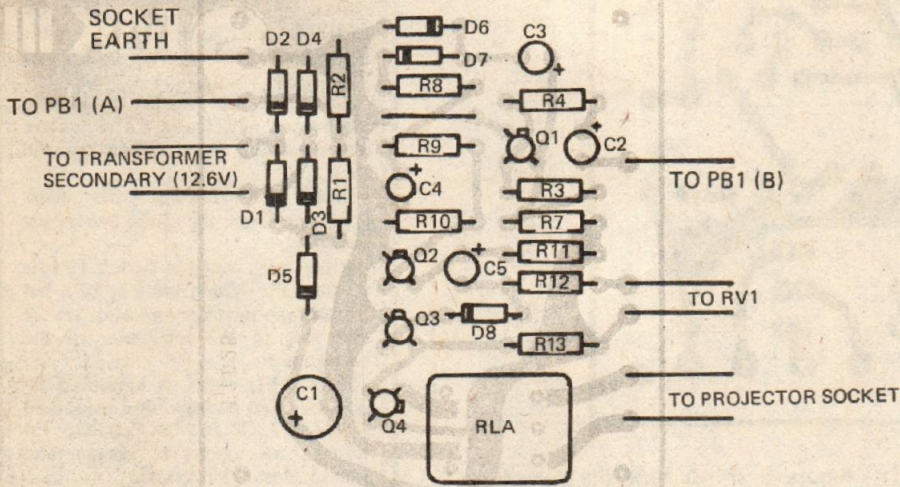 SOCKET
EARTH
D2 D4
R2
D6
D7
C3
+
R8
R4
TO PB1 (A)
R9
Q1
+
C2
TO TRANSFORMER
SECONDARY (12.6V)
+
C4
TO PB1 (B)
R1
R3
D1
D3
R10
R7
Q2
+
C5
R11
D5
R12
TO RV1
Q3
D8
R13
C1
+
Q4
RLA
TO PROJECTOR SOCKET